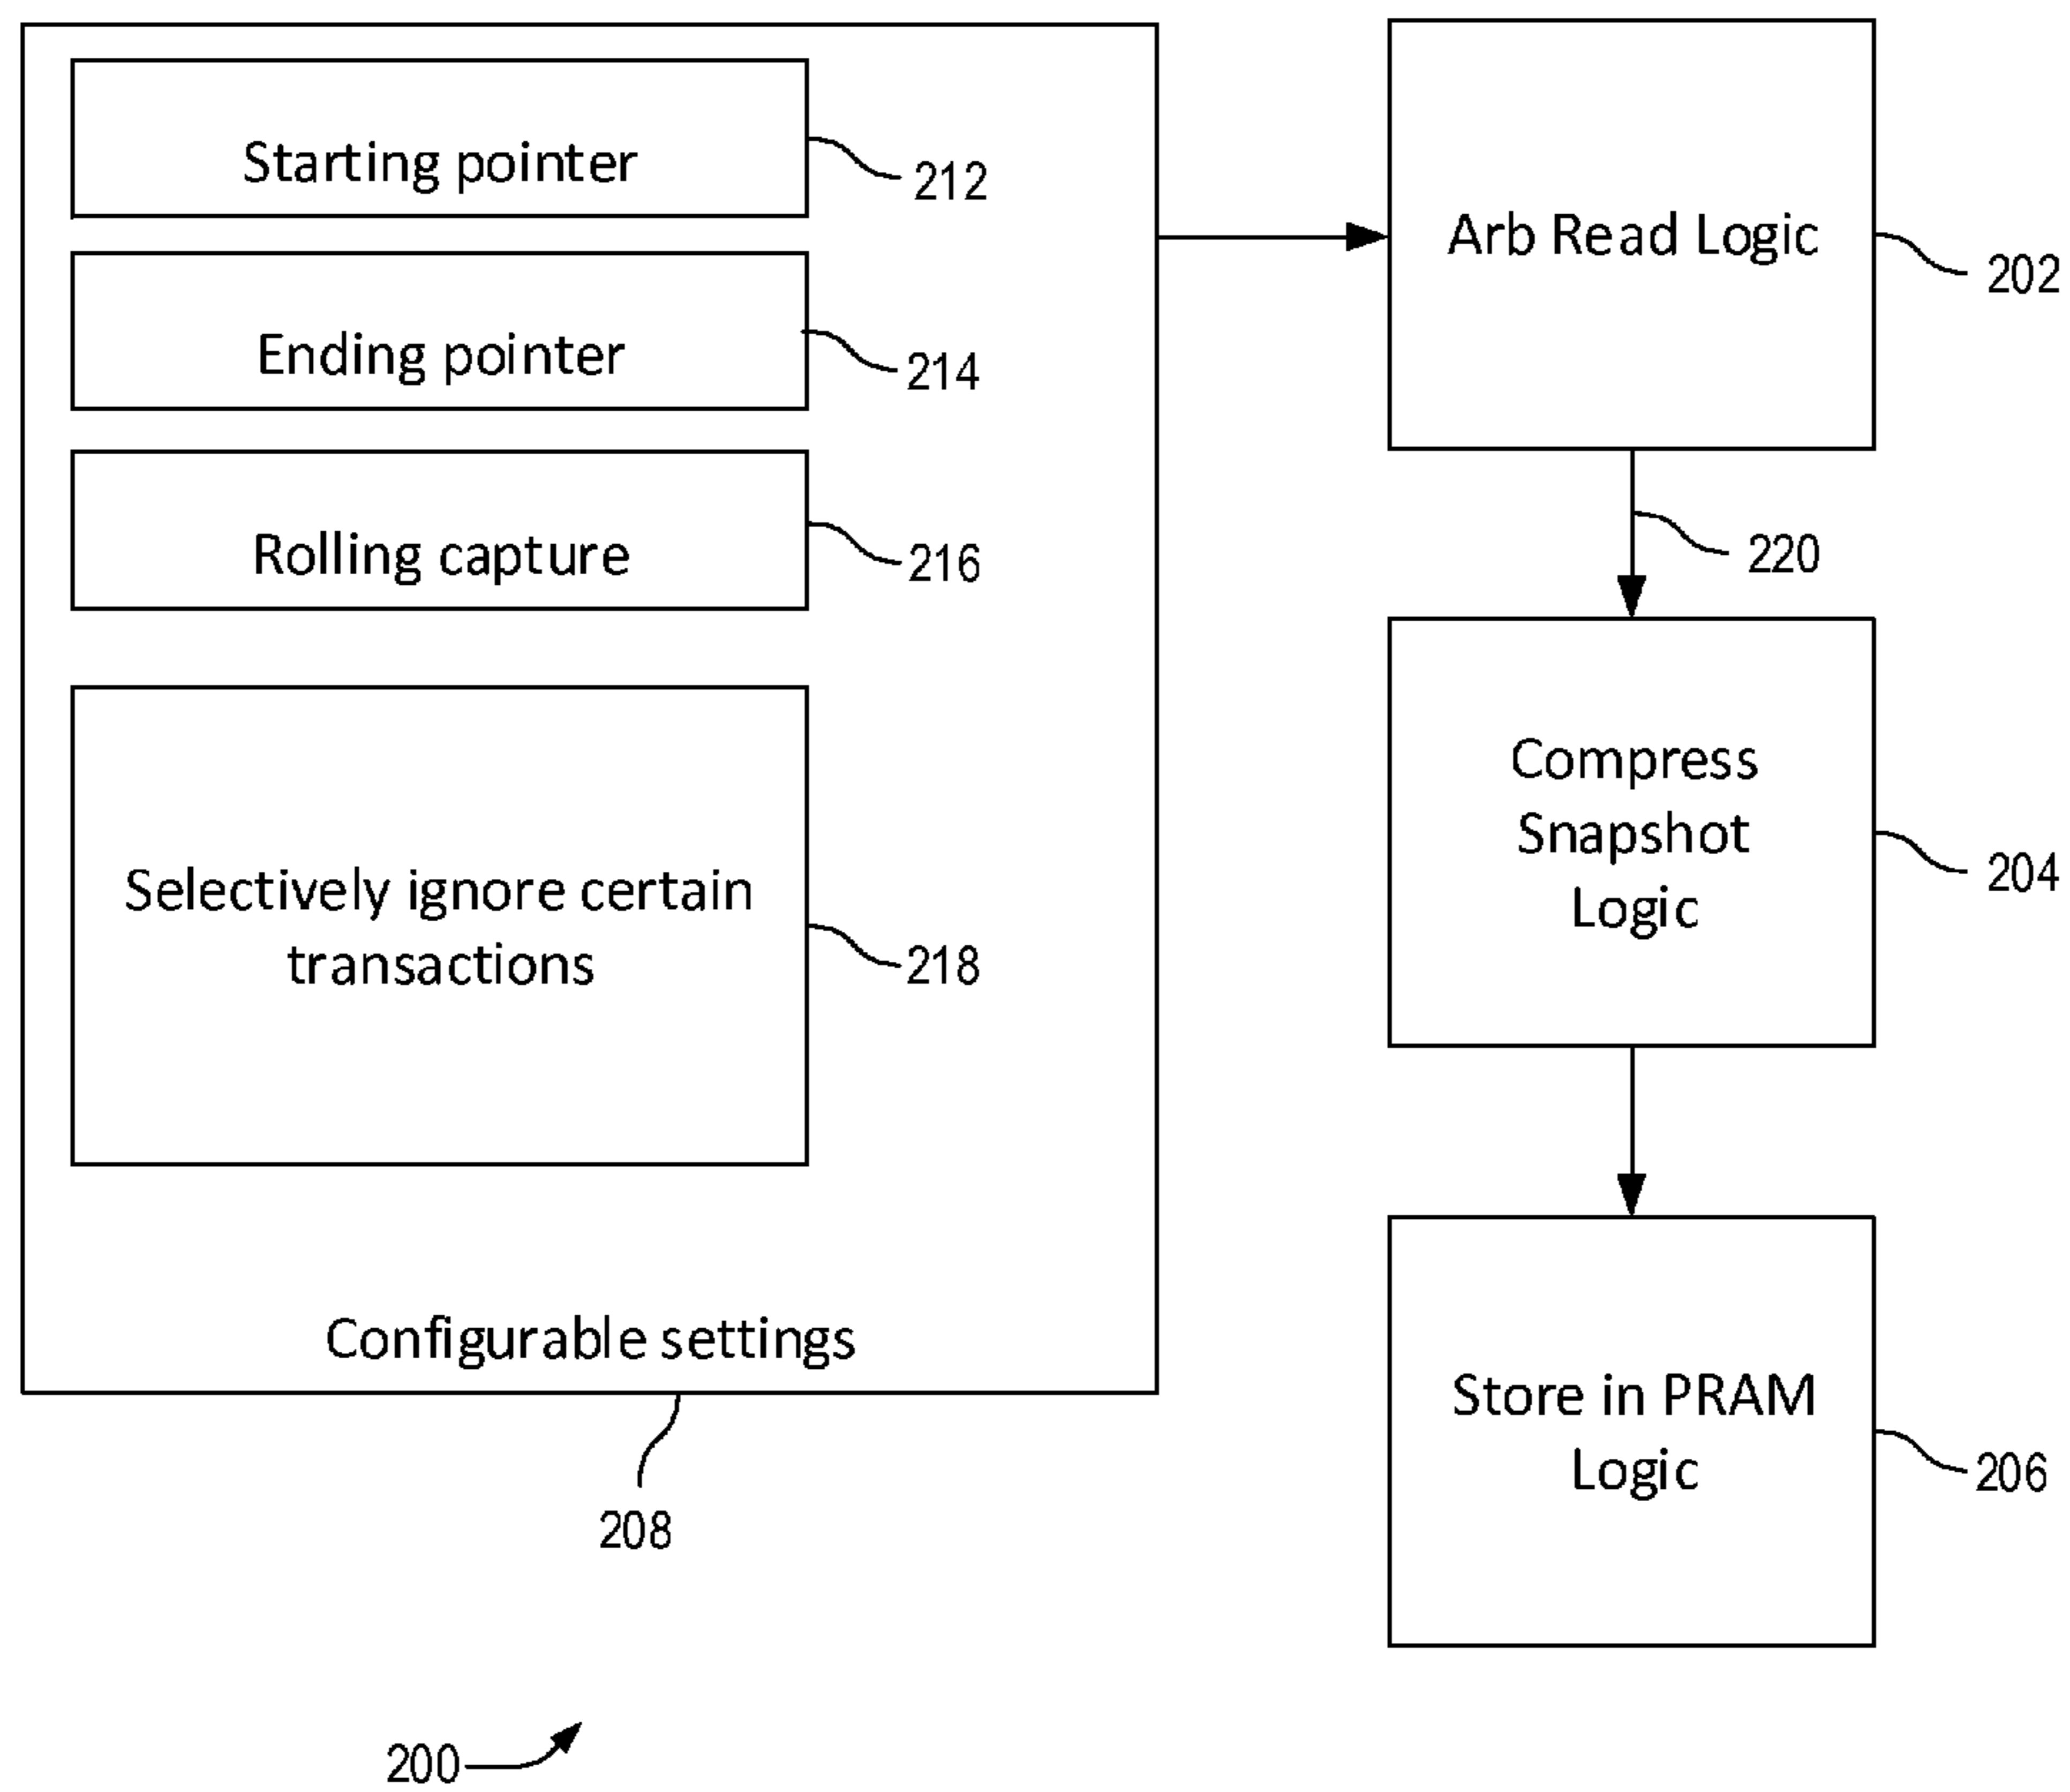 Starting pointer
212
Ending pointer
214
Rolling capture
216
Selectively ignore certain
transactions
218
Configurable settings
208
Arb Read Logic
202
220
Compress
Snapshot
Logic
204
Store in PRAM
Logic
206
200